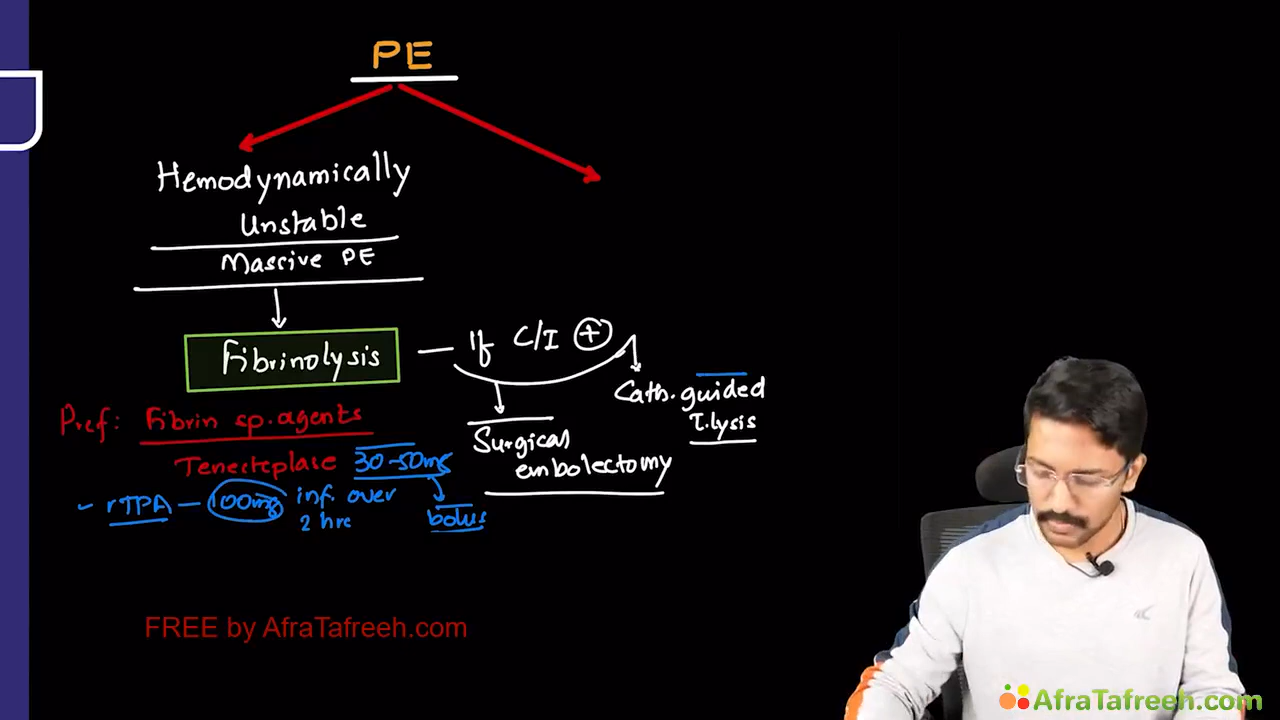 PE
Hemodynamically
Unstable
Massive PE
Fibrinolysis
If C/I +
Cath. guided
T.lysis
Surgical
embolectomy
Pref: Fibrin sp. agents
Tenecteplase 30-50mg
bolus
- rTPA - 100mg inf. over
2 hrs
FREE by AfraTafreeh.com
AfraTafreeh.com